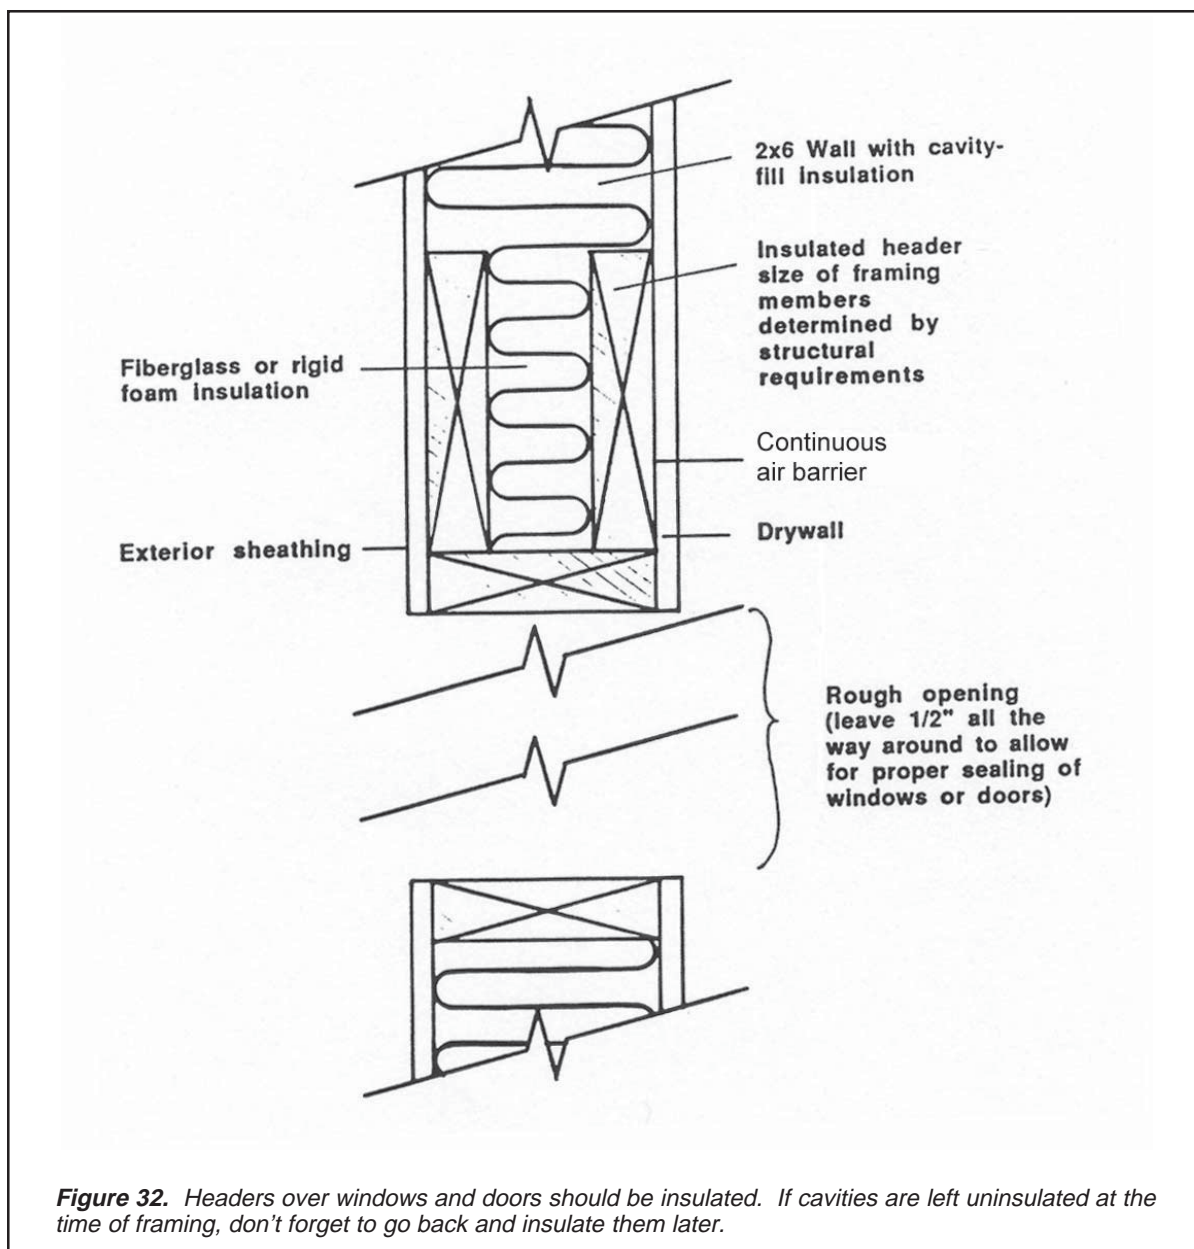 2x6 Wall with cavity-
fill insulation
Insulated header
size of framing
members
determined by
structural
requirements
Fiberglass or rigid
foam insulation
Continuous
air barrier
Exterior sheathing
Drywall
Rough opening
(leave 1/2" all the
way around to allow
for proper sealing of
windows or doors)
Figure 32. Headers over windows and doors should be insulated. If cavities are left uninsulated at the
time of framing, don't forget to go back and insulate them later.